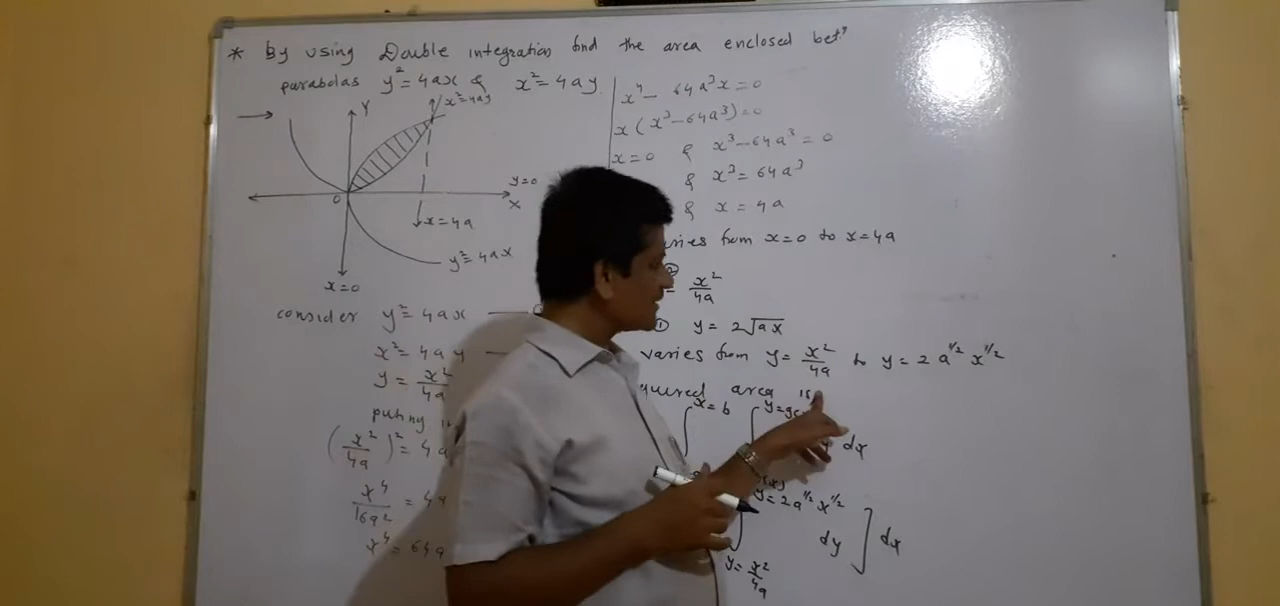 * By using Double integration find the area enclosed betⁿ
parabolas y² = 4ax & x² = 4ay
x² = 4ay
Y
y=0
X
0
x = 4a
y² = 4ax
x=0
consider y² = 4ax
x² = 4ay
y = x²/4a
putting
(x²/4a)² = 4a
x⁴/16a² = 4a
x⁴ = 64a
x⁴ - 64a³x = 0
x(x³ - 64a³) = 0
x = 0 & x³ - 64a³ = 0
& x³ = 64a³
& x = 4a
from x=0 to x=4a
②
= x²/4a
① y = 2√ax
varies from y = x²/4a to y = 2a^1/2 x^1/2
area is
∫ x=b ∫ dx
y = 2a^1/2 x^1/2
∫ dy ] dx
y = x²/4a